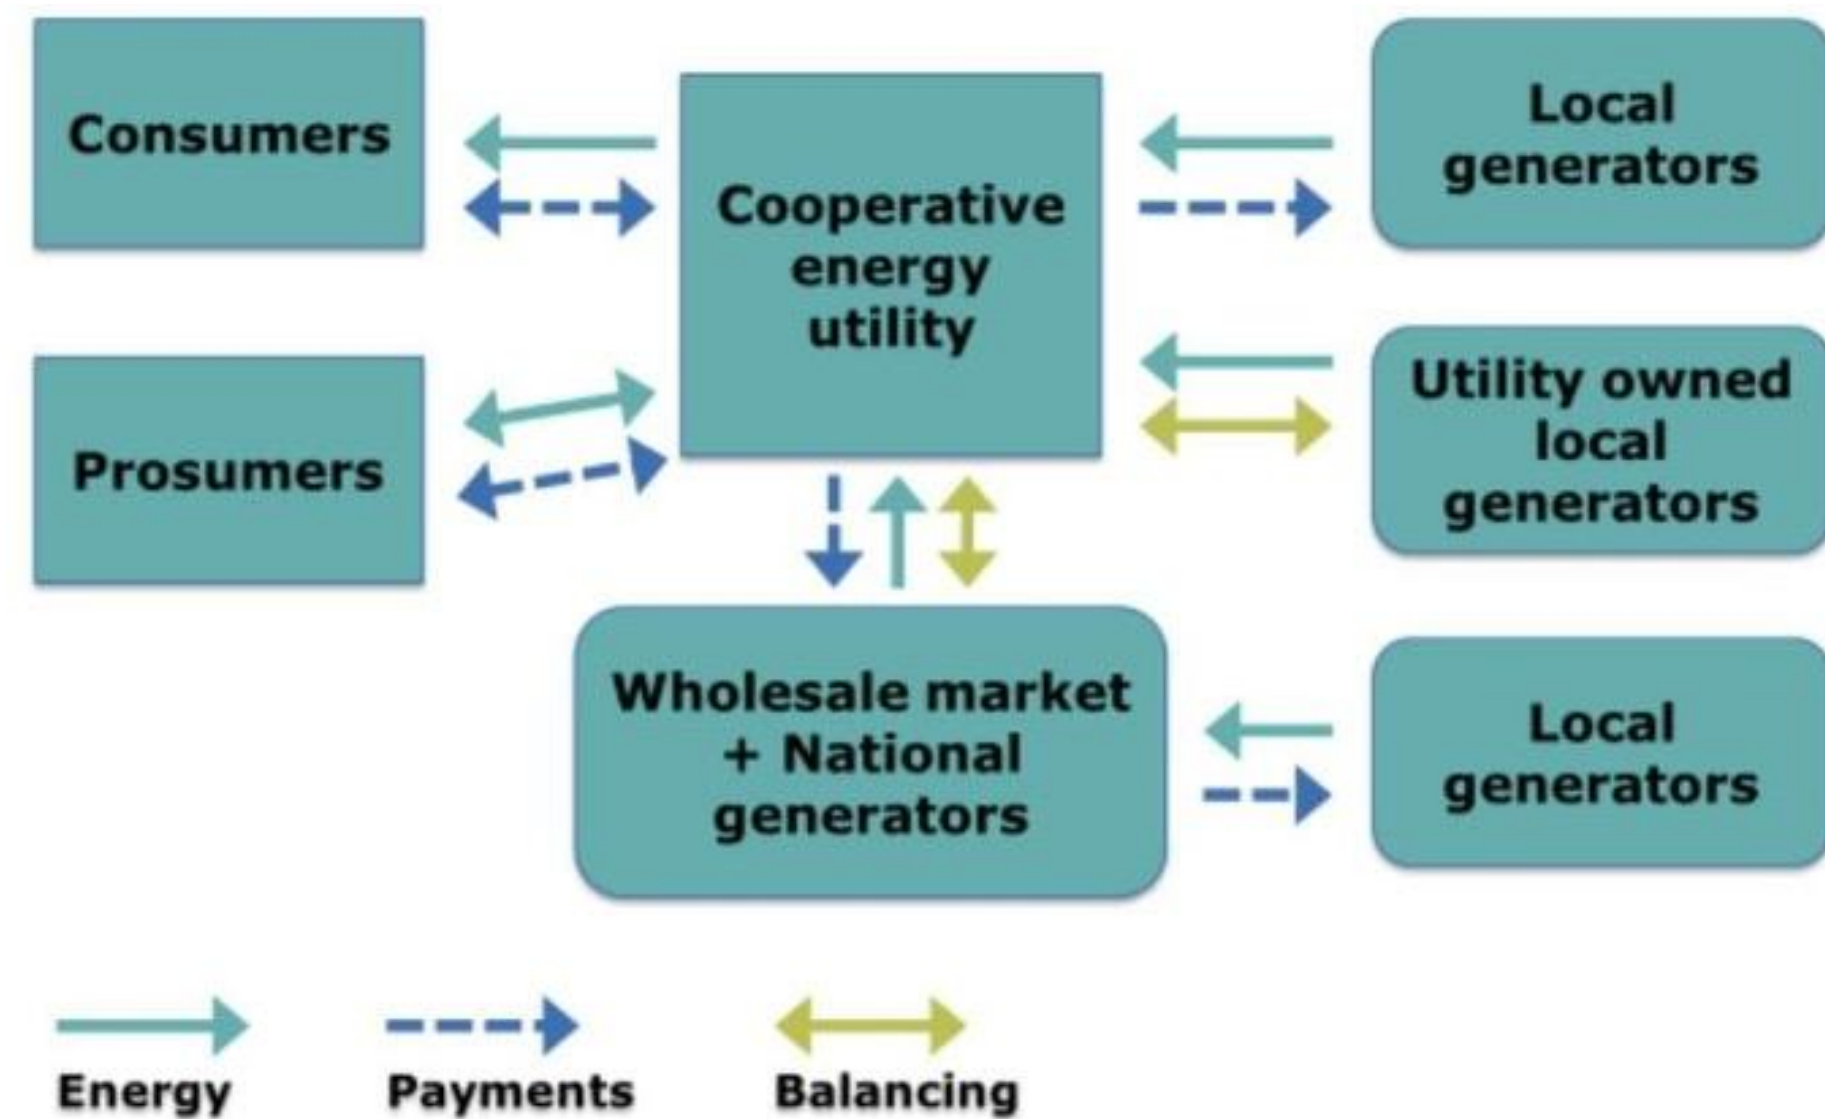 Consumers
Cooperative
energy
utility
Local
generators
Prosumers
Utility owned
local
generators
Wholesale market
+ National
generators
Local
generators
Energy
Payments
Balancing